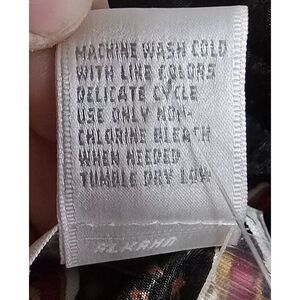 MACHINE WASH COLD
WITH LIKE COLORS
DELICATE CYCLE
USE ONLY NON-
CHLORINE BLEACH
WHEN NEEDED
TUMBLE DRY LOW